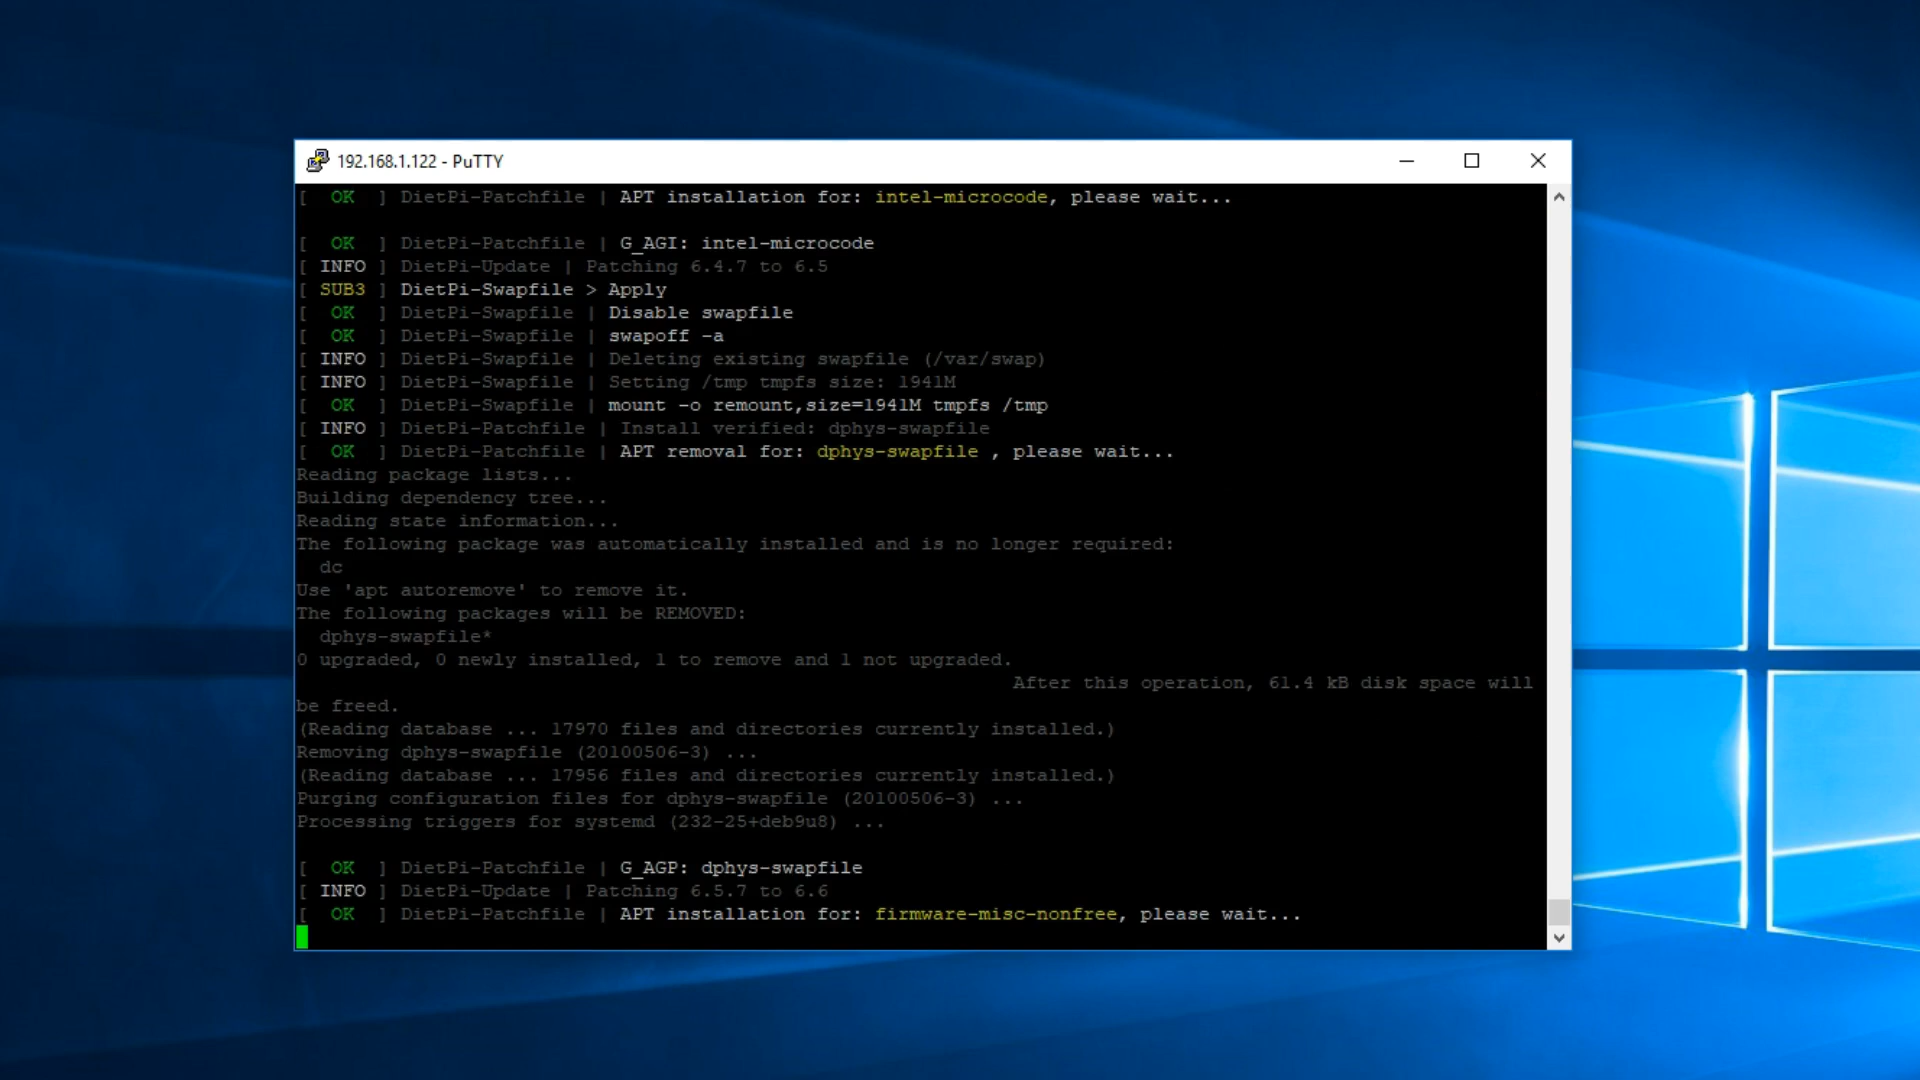 192.168.1.122 - PuTTY
[  OK  ] DietPi-Patchfile | APT installation for: intel-microcode, please wait...
[  OK  ] DietPi-Patchfile | G_AGI: intel-microcode
[ INFO ] DietPi-Update | Patching 6.4.7 to 6.5
[ SUB3 ] DietPi-Swapfile > Apply
[  OK  ] DietPi-Swapfile | Disable swapfile
[  OK  ] DietPi-Swapfile | swapoff -a
[ INFO ] DietPi-Swapfile | Deleting existing swapfile (/var/swap)
[ INFO ] DietPi-Swapfile | Setting /tmp tmpfs size: 1941M
[  OK  ] DietPi-Swapfile | mount -o remount,size=1941M tmpfs /tmp
[ INFO ] DietPi-Patchfile | Install verified: dphys-swapfile
[  OK  ] DietPi-Patchfile | APT removal for: dphys-swapfile , please wait...
Reading package lists...
Building dependency tree...
Reading state information...
The following package was automatically installed and is no longer required:
  dc
Use 'apt autoremove' to remove it.
The following packages will be REMOVED:
  dphys-swapfile*
0 upgraded, 0 newly installed, 1 to remove and 1 not upgraded.
After this operation, 61.4 kB disk space will
be freed.
(Reading database ... 17970 files and directories currently installed.)
Removing dphys-swapfile (20100506-3) ...
(Reading database ... 17956 files and directories currently installed.)
Purging configuration files for dphys-swapfile (20100506-3) ...
Processing triggers for systemd (232-25+deb9u8) ...
[  OK  ] DietPi-Patchfile | G_AGP: dphys-swapfile
[ INFO ] DietPi-Update | Patching 6.5.7 to 6.6
[  OK  ] DietPi-Patchfile | APT installation for: firmware-misc-nonfree, please wait...